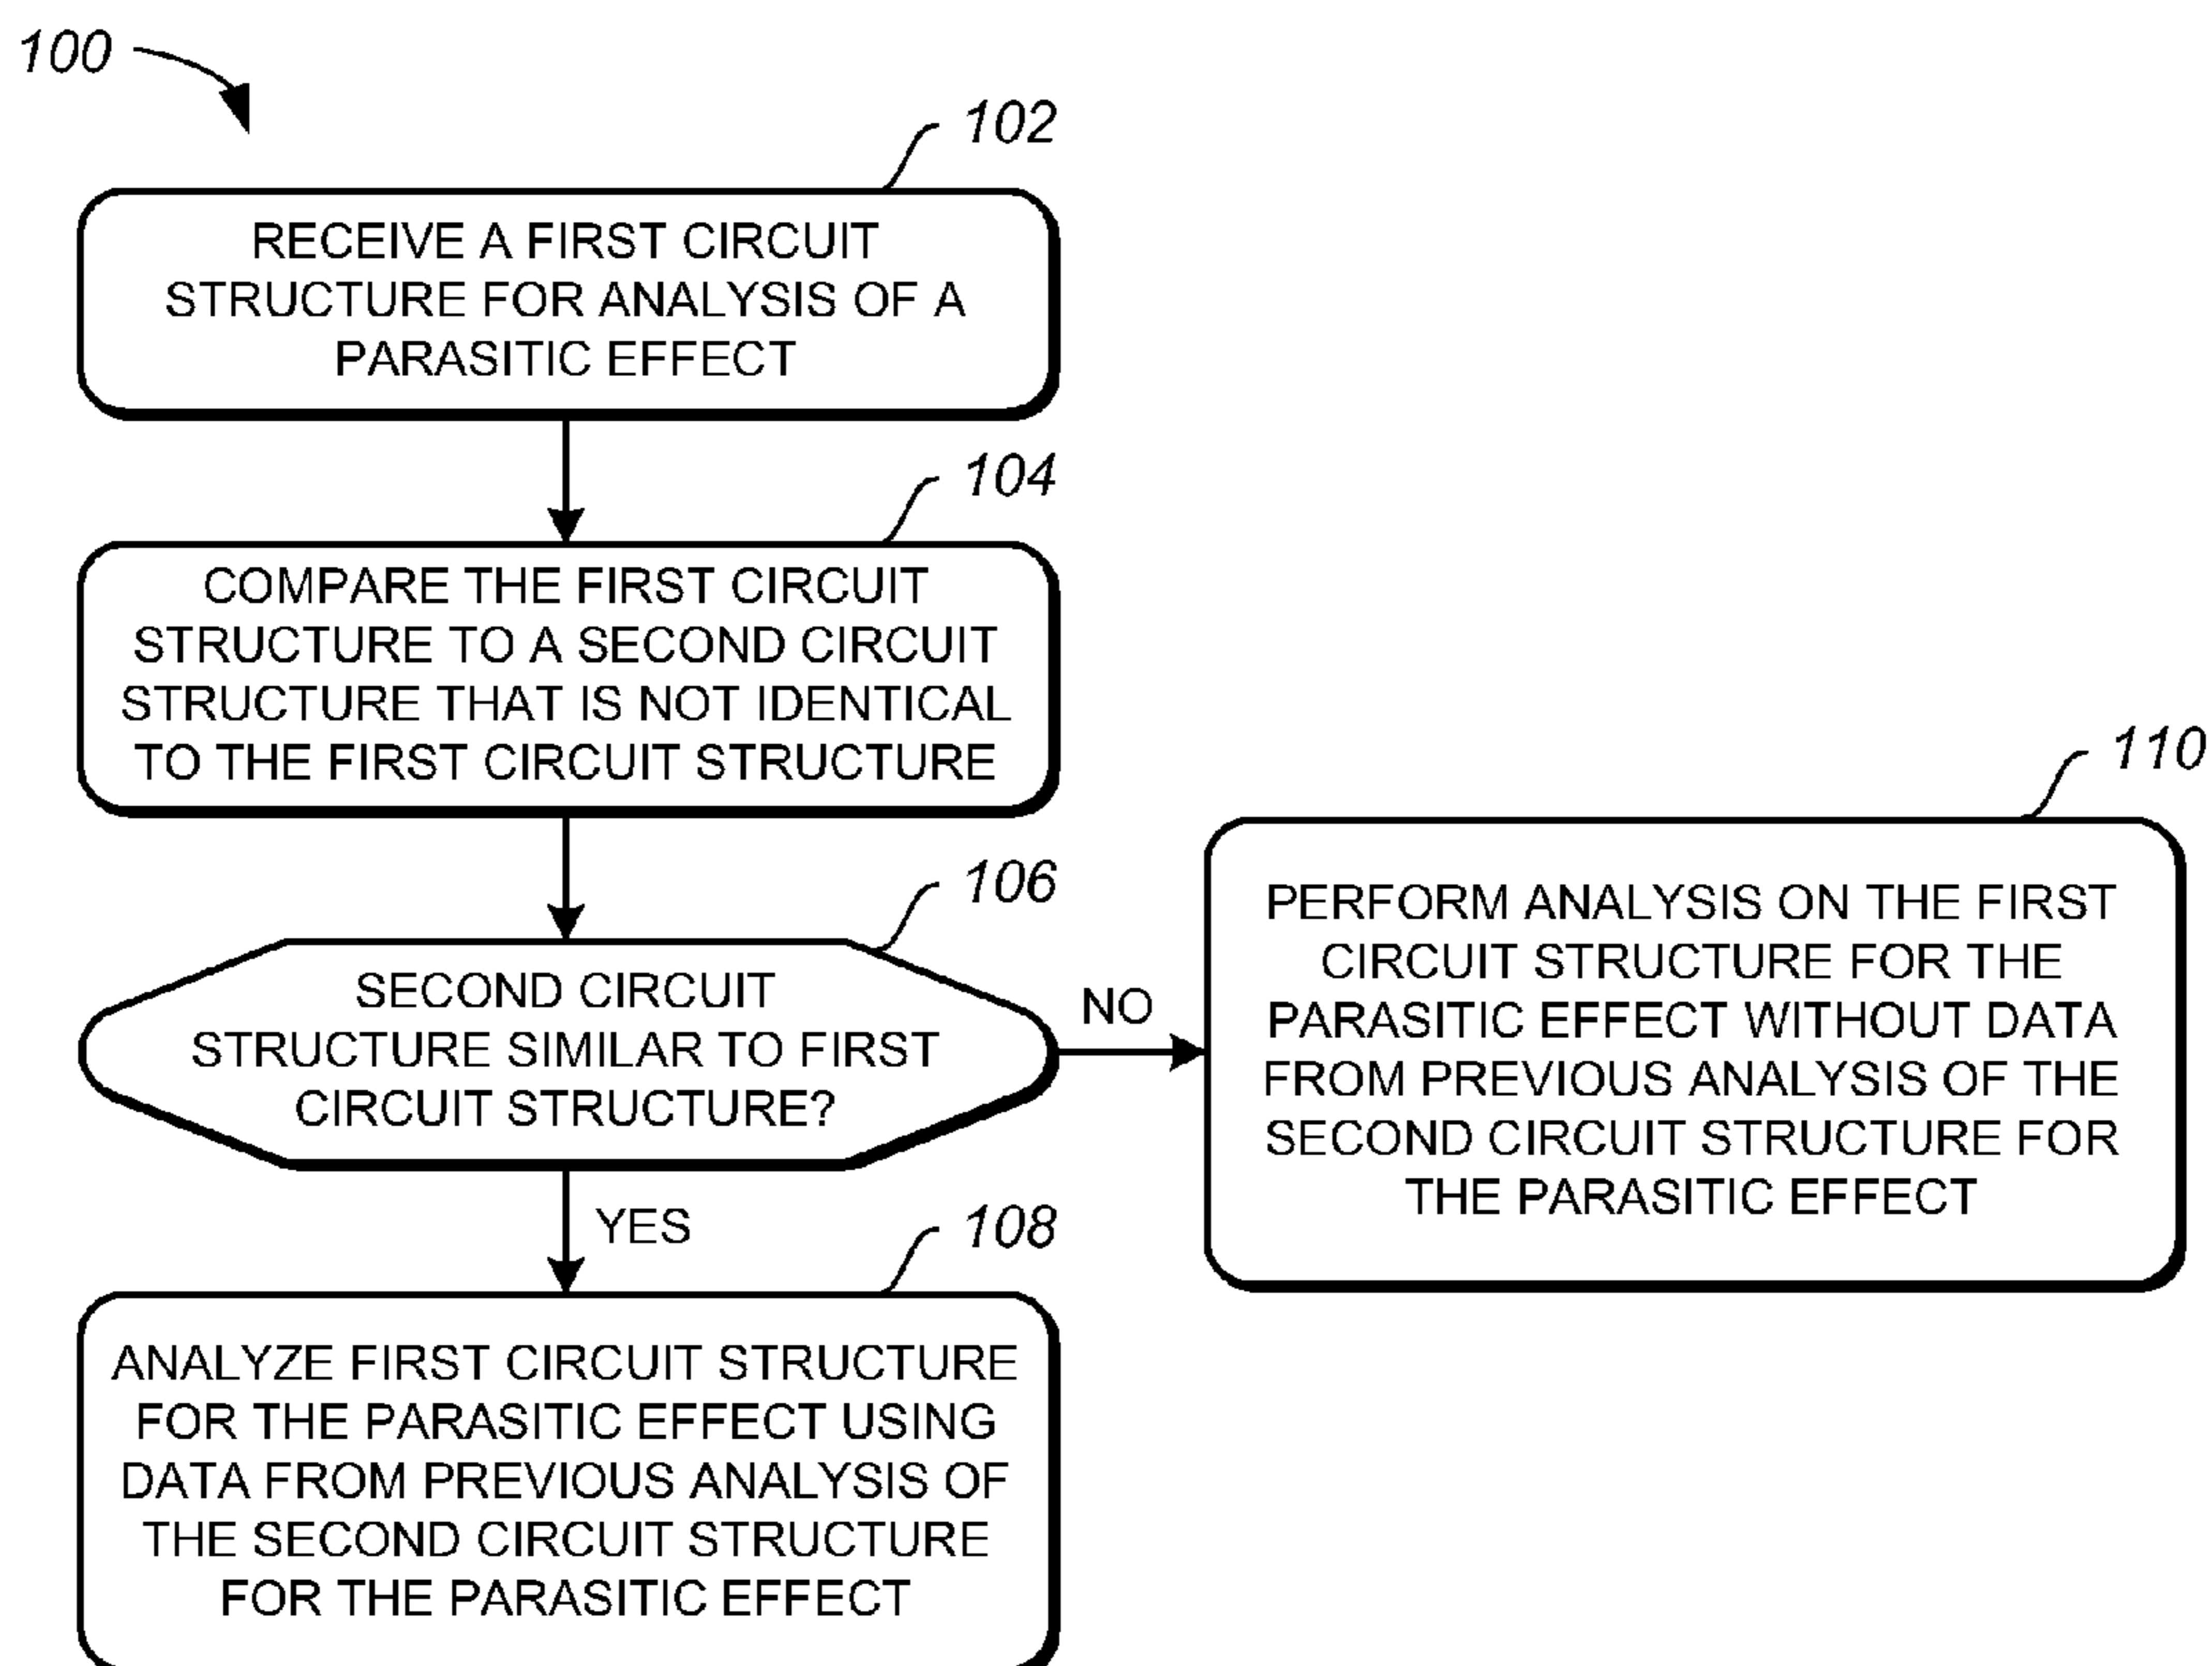 100
102
RECEIVE A FIRST CIRCUIT
STRUCTURE FOR ANALYSIS OF A
PARASITIC EFFECT
104
COMPARE THE FIRST CIRCUIT
STRUCTURE TO A SECOND CIRCUIT
STRUCTURE THAT IS NOT IDENTICAL
TO THE FIRST CIRCUIT STRUCTURE
106
SECOND CIRCUIT
STRUCTURE SIMILAR TO FIRST
CIRCUIT STRUCTURE?
NO
110
PERFORM ANALYSIS ON THE FIRST
CIRCUIT STRUCTURE FOR THE
PARASITIC EFFECT WITHOUT DATA
FROM PREVIOUS ANALYSIS OF THE
SECOND CIRCUIT STRUCTURE FOR
THE PARASITIC EFFECT
YES
108
ANALYZE FIRST CIRCUIT STRUCTURE
FOR THE PARASITIC EFFECT USING
DATA FROM PREVIOUS ANALYSIS OF
THE SECOND CIRCUIT STRUCTURE
FOR THE PARASITIC EFFECT